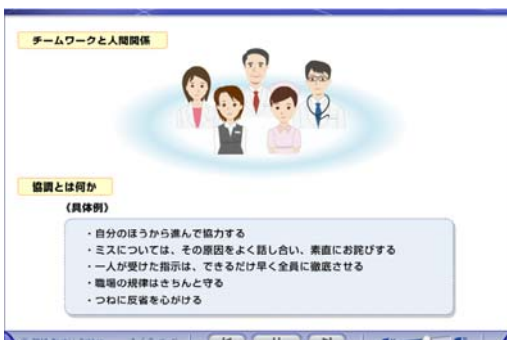 チームワークと人間関係
協調とは何か
《具体例》
・自分のほうから進んで協力する
・ミスについては、その原因をよく話し合い、素直にお詫びする
・一人が受けた指示は、できるだけ早く全員に徹底させる
・職場の規律はきちんと守る
・つねに反省を心がける